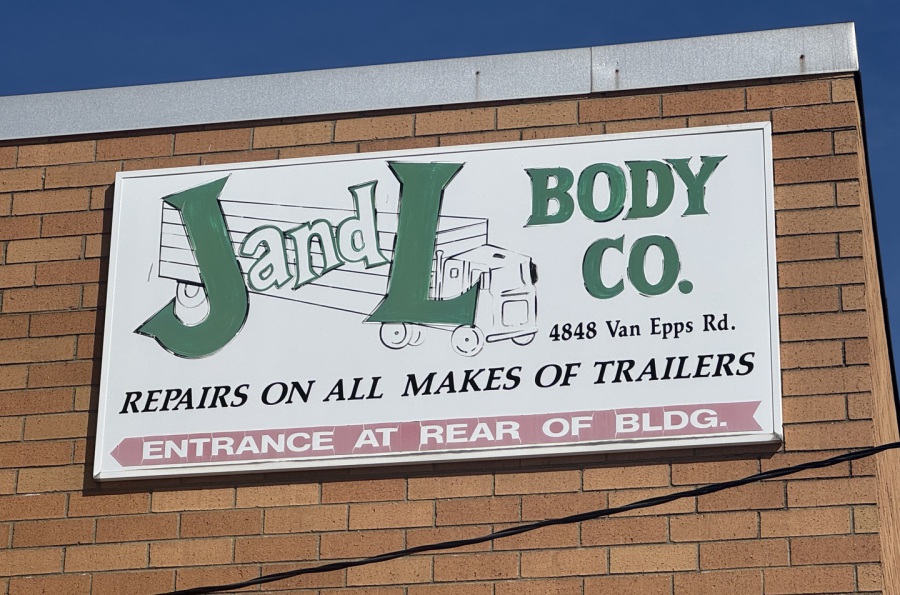 J and L BODY
CO.
4848 Van Epps Rd.
REPAIRS ON ALL MAKES OF TRAILERS
ENTRANCE AT REAR OF BLDG.